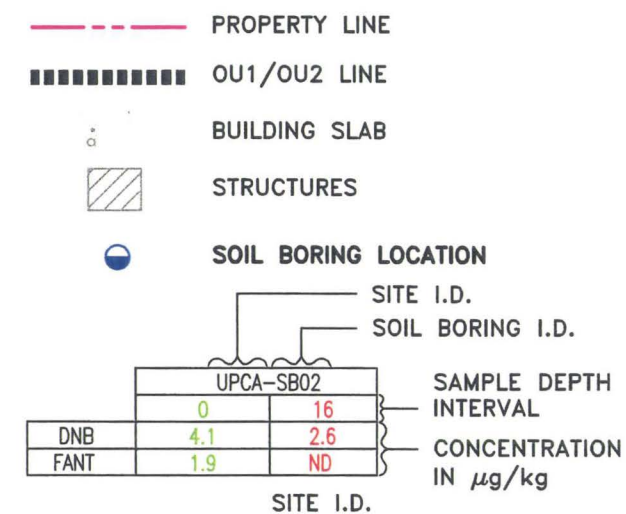 PROPERTY LINE
OU1/OU2 LINE
BUILDING SLAB
STRUCTURES
SOIL BORING LOCATION
SITE I.D.
SOIL BORING I.D.
UPCA-SB02
0 16
SAMPLE DEPTH
INTERVAL
DNB 4.1 2.6
FANT 1.9 ND
CONCENTRATION
IN µg/kg
SITE I.D.